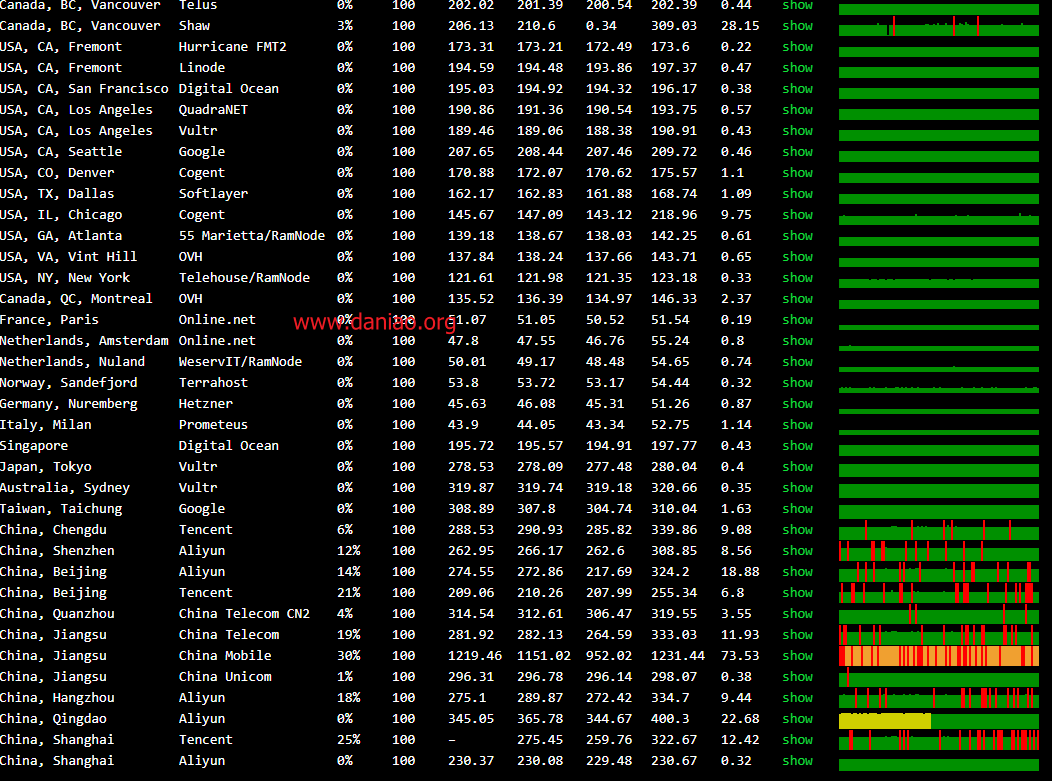 Canada, BC, Vancouver Telus 0% 100 202.02 201.39 200.54 202.39 0.44 show
Canada, BC, Vancouver Shaw 3% 100 206.13 210.6 0.34 309.03 28.15 show
USA, CA, Fremont Hurricane FMT2 0% 100 173.31 173.21 172.49 173.6 0.22 show
USA, CA, Fremont Linode 0% 100 194.59 194.48 193.86 197.37 0.47 show
USA, CA, San Francisco Digital Ocean 0% 100 195.03 194.92 194.32 196.17 0.38 show
USA, CA, Los Angeles QuadraNET 0% 100 190.86 191.36 190.54 193.75 0.57 show
USA, CA, Los Angeles Vultr 0% 100 189.46 189.06 188.38 190.91 0.43 show
USA, CA, Seattle Google 0% 100 207.65 208.44 207.46 209.72 0.46 show
USA, CO, Denver Cogent 0% 100 170.88 172.07 170.62 175.57 1.1 show
USA, TX, Dallas Softlayer 0% 100 162.17 162.83 161.88 168.74 1.09 show
USA, IL, Chicago Cogent 0% 100 145.67 147.09 143.12 218.96 9.75 show
USA, GA, Atlanta 55 Marietta/RamNode 0% 100 139.18 138.67 138.03 142.25 0.61 show
USA, VA, Vint Hill OVH 0% 100 137.84 138.24 137.66 143.71 0.65 show
USA, NY, New York Telehouse/RamNode 0% 100 121.61 121.98 121.35 123.18 0.33 show
Canada, QC, Montreal OVH 0% 100 135.52 136.39 134.97 146.33 2.37 show
France, Paris Online.net 0% 100 51.07 51.05 50.52 51.54 0.19 show
www.daniao.org
Netherlands, Amsterdam Online.net 0% 100 47.8 47.55 46.76 55.24 0.8 show
Netherlands, Nuland WeservIT/RamNode 0% 100 50.01 49.17 48.48 54.65 0.74 show
Norway, Sandefjord Terrahost 0% 100 53.8 53.72 53.17 54.44 0.32 show
Germany, Nuremberg Hetzner 0% 100 45.63 46.08 45.31 51.26 0.87 show
Italy, Milan Prometeus 0% 100 43.9 44.05 43.34 52.75 1.14 show
Singapore Digital Ocean 0% 100 195.72 195.57 194.91 197.77 0.43 show
Japan, Tokyo Vultr 0% 100 278.53 278.09 277.48 280.04 0.4 show
Australia, Sydney Vultr 0% 100 319.87 319.74 319.18 320.66 0.35 show
Taiwan, Taichung Google 0% 100 308.89 307.8 304.74 310.04 1.63 show
China, Chengdu Tencent 6% 100 288.53 290.93 285.82 339.86 9.08 show
China, Shenzhen Aliyun 12% 100 262.95 266.17 262.6 308.85 8.56 show
China, Beijing Aliyun 14% 100 274.55 272.86 217.69 324.2 18.88 show
China, Beijing Tencent 21% 100 209.06 210.26 207.99 255.34 6.8 show
China, Quanzhou China Telecom CN2 4% 100 314.54 312.61 306.47 319.55 3.55 show
China, Jiangsu China Telecom 19% 100 281.92 282.13 264.59 333.03 11.93 show
China, Jiangsu China Mobile 30% 100 1219.46 1151.02 952.02 1231.44 73.53 show
China, Jiangsu China Unicom 1% 100 296.31 296.78 296.14 298.07 0.38 show
China, Hangzhou Aliyun 18% 100 275.1 289.87 272.42 334.7 9.44 show
China, Qingdao Aliyun 0% 100 345.05 365.78 344.67 400.3 22.68 show
China, Shanghai Tencent 25% 100 – 275.45 259.76 322.67 12.42 show
China, Shanghai Aliyun 0% 100 230.37 230.08 229.48 230.67 0.32 show